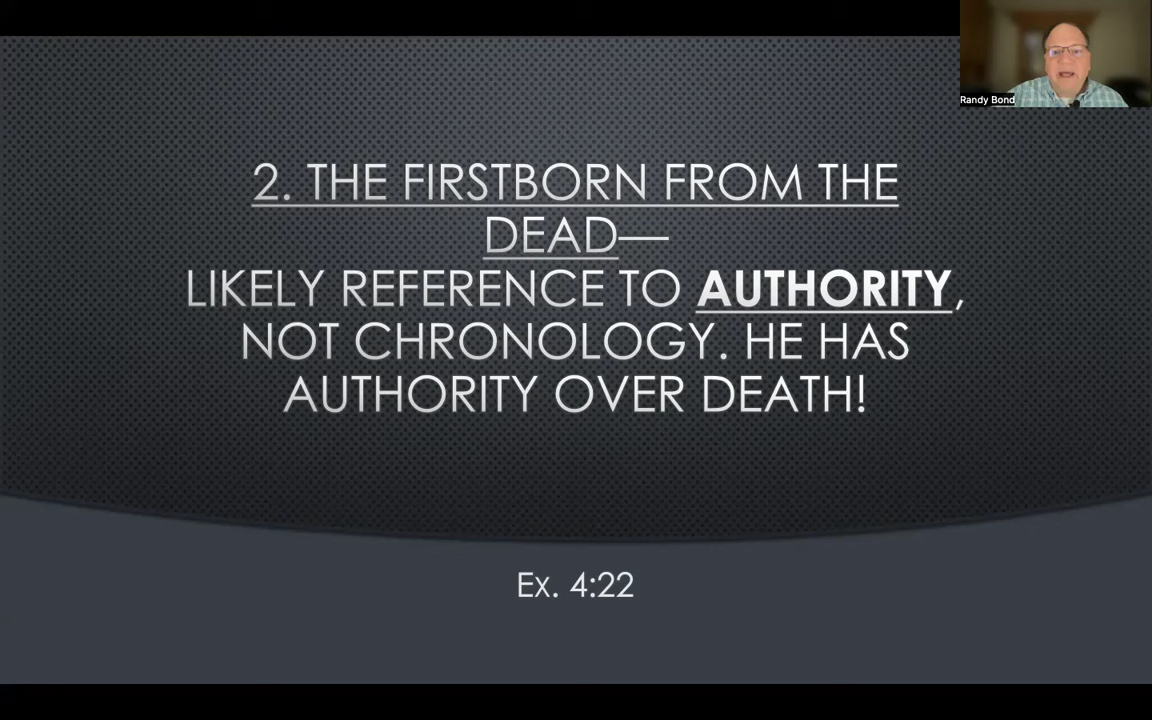 Randy Bond
2. THE FIRSTBORN FROM THE
DEAD—
LIKELY REFERENCE TO AUTHORITY,
NOT CHRONOLOGY. HE HAS
AUTHORITY OVER DEATH!
Ex. 4:22